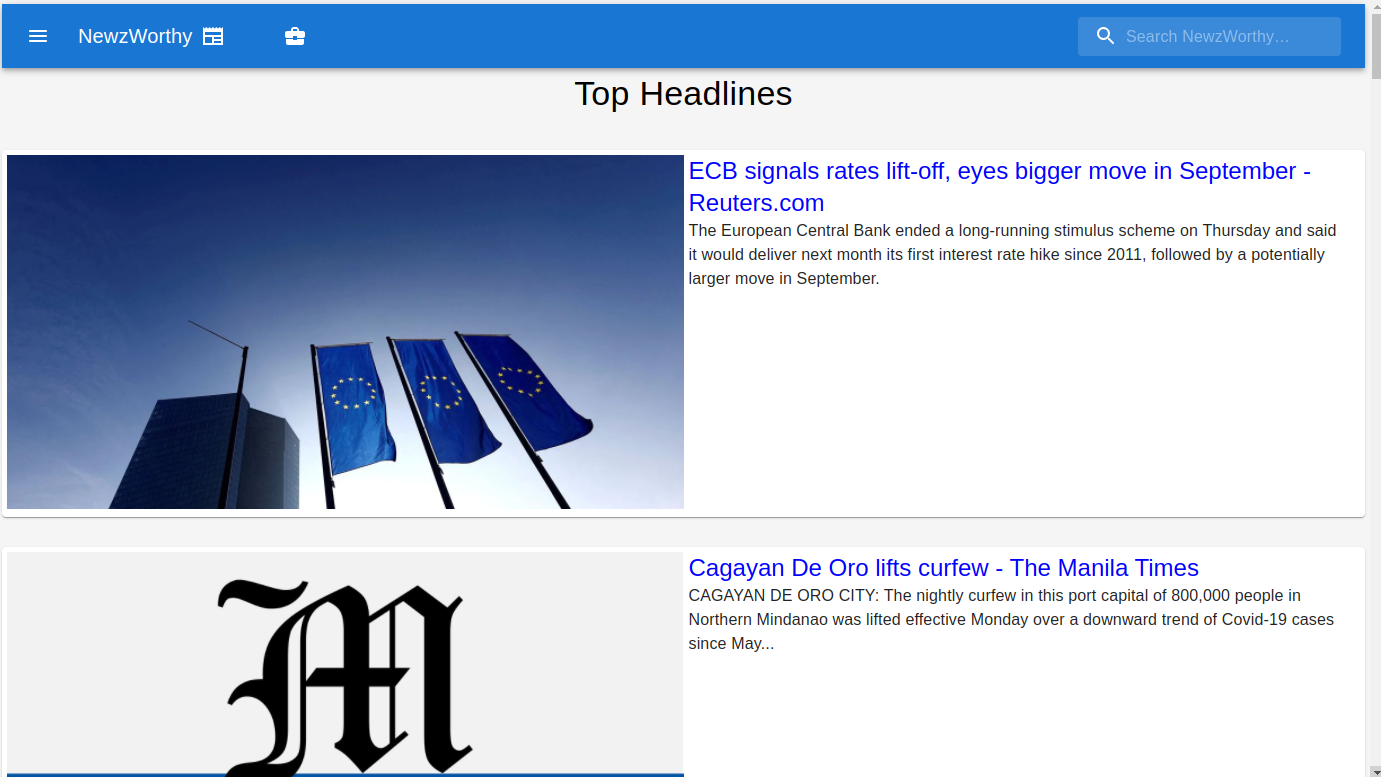 NewzWorthy
Search NewzWorthy…
Top Headlines
ECB signals rates lift-off, eyes bigger move in September -
Reuters.com
The European Central Bank ended a long-running stimulus scheme on Thursday and said
it would deliver next month its first interest rate hike since 2011, followed by a potentially
larger move in September.
Cagayan De Oro lifts curfew - The Manila Times
CAGAYAN DE ORO CITY: The nightly curfew in this port capital of 800,000 people in
Northern Mindanao was lifted effective Monday over a downward trend of Covid-19 cases
since May...
M